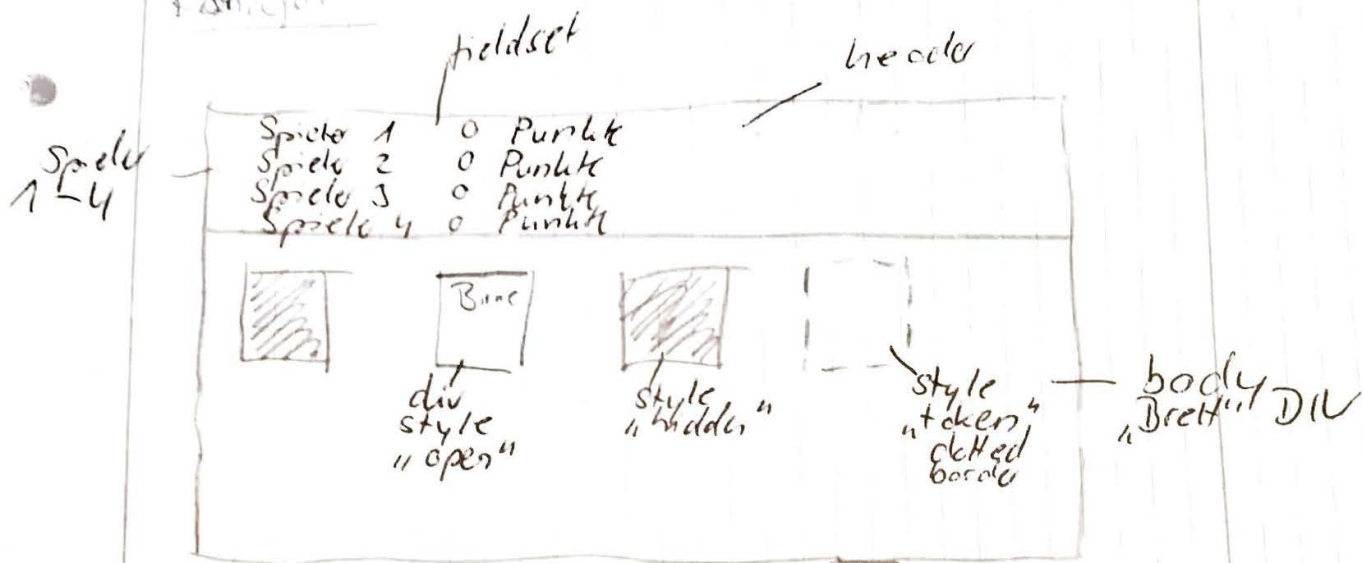 fieldset
header
Spieler 1 0 Punkte
Spieler 2 0 Punkte
Spieler 3 0 Punkte
Spieler 4 0 Punkte
Spieler
1-4
Birne
div
style
"open"
style
"hidden"
style
"taken"
dotted
border
body
"Brett" DIV